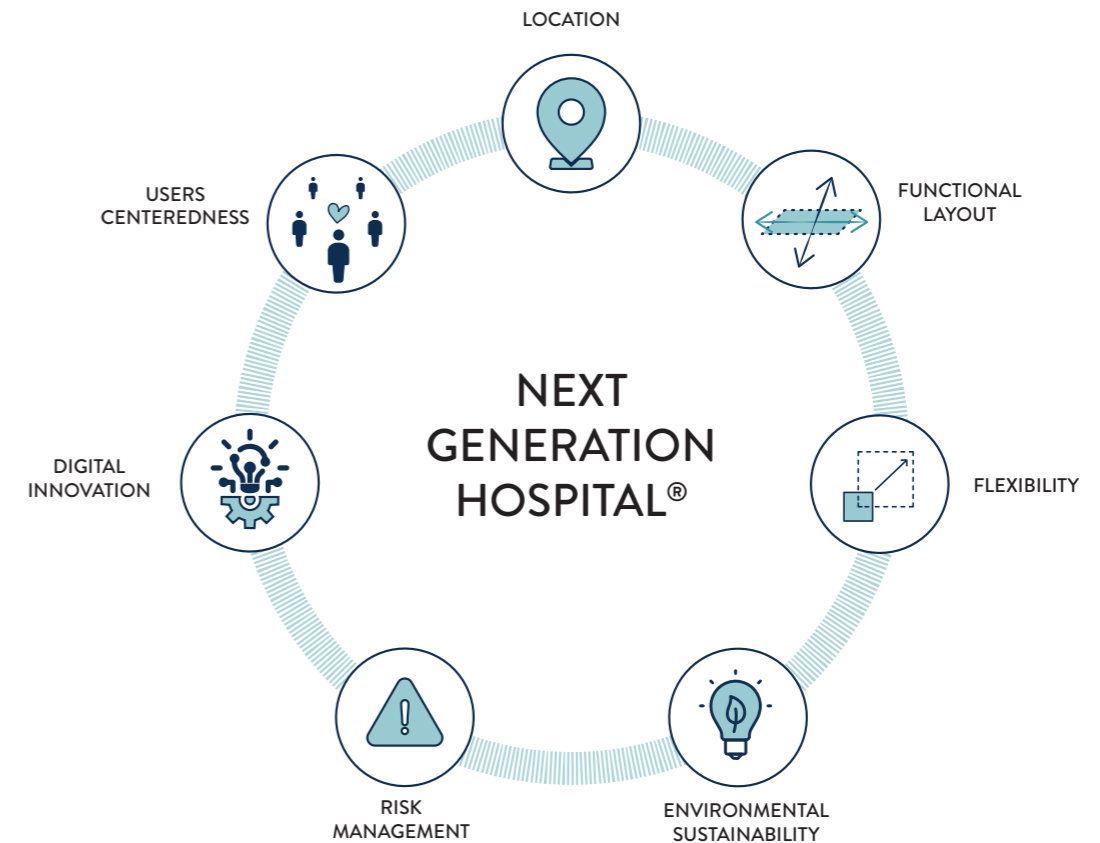 LOCATION
FUNCTIONAL
LAYOUT
FLEXIBILITY
ENVIRONMENTAL
SUSTAINABILITY
RISK
MANAGEMENT
DIGITAL
INNOVATION
USERS
CENTEREDNESS
NEXT
GENERATION
HOSPITAL®